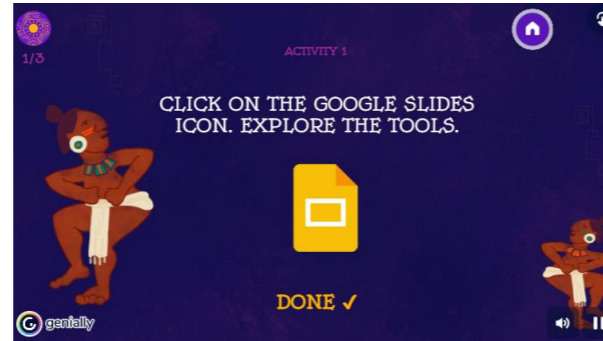 1/3
ACTIVITY 1
CLICK ON THE GOOGLE SLIDES
ICON. EXPLORE THE TOOLS.
DONE ✓
G genially